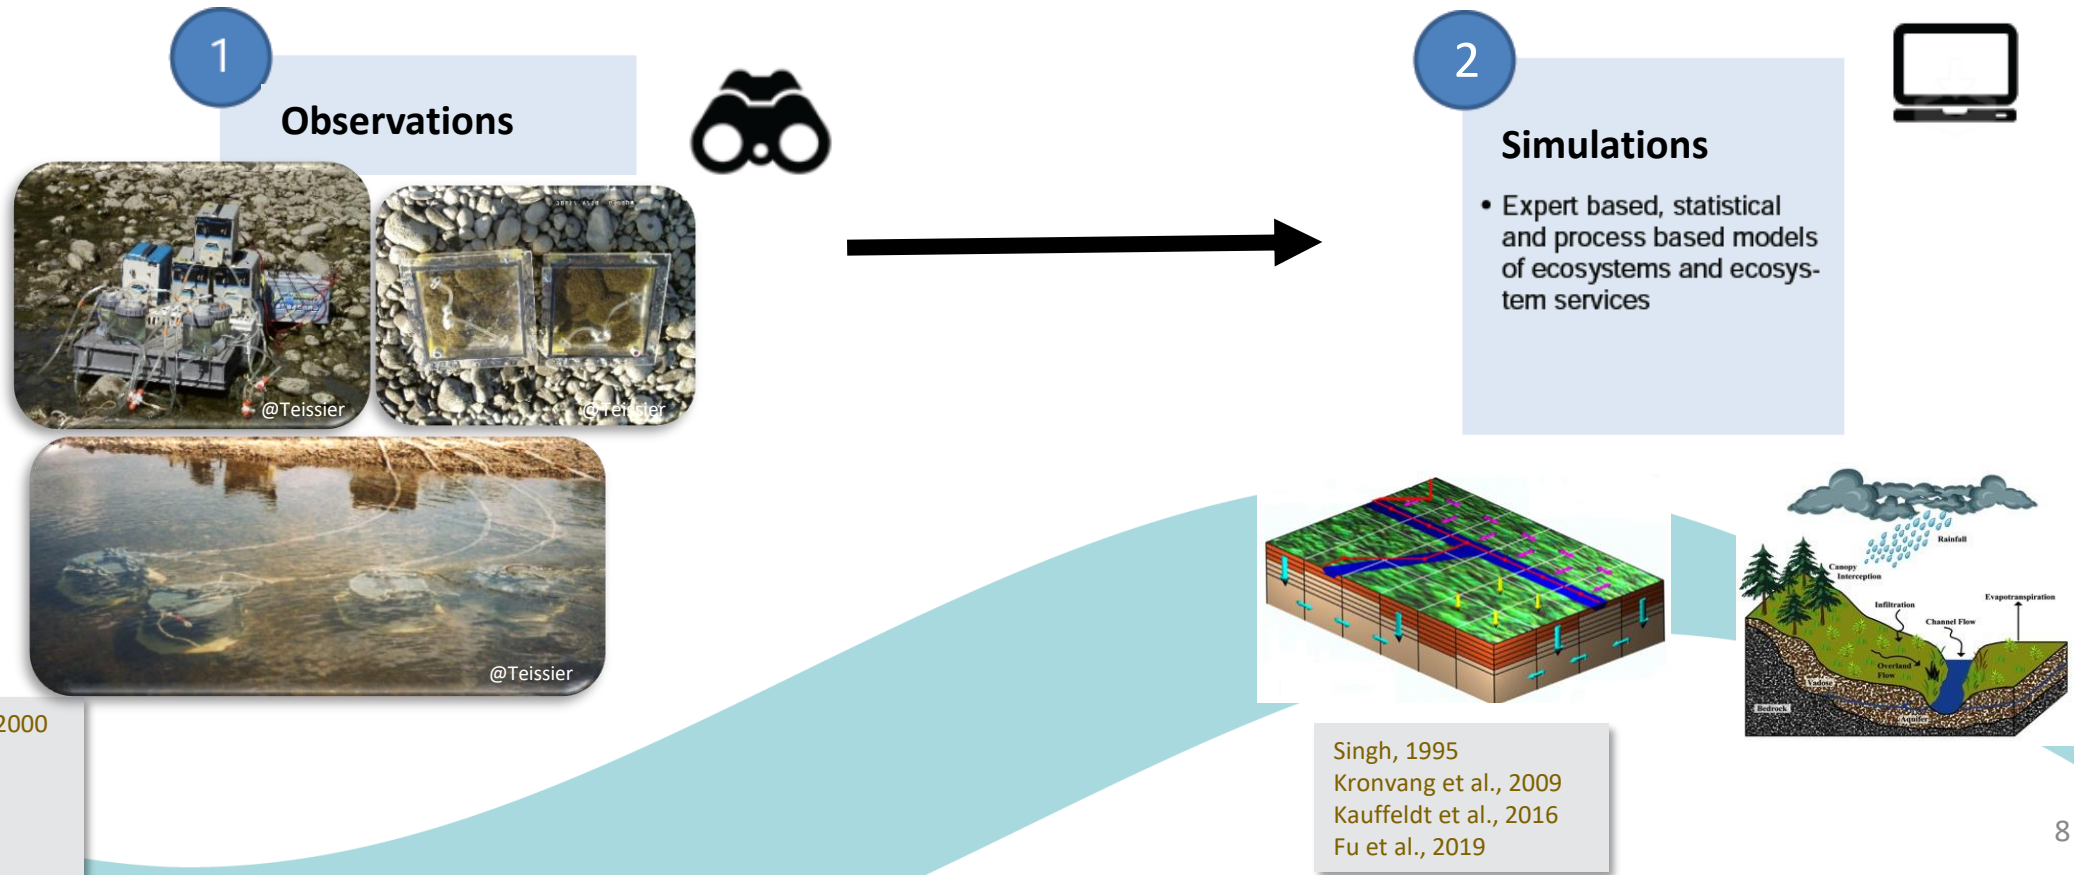 1
Observations
2
Simulations
• Expert based, statistical
and process based models
of ecosystems and ecosys-
tem services
@Teissier
@Teissier
@Teissier
Rainfall
Canopy
Interception
Infiltration
Evapotranspiration
Channel Flow
Overland
Flow
Vadose
Bedrock
Aquifer
2000
Singh, 1995
Kronvang et al., 2009
Kauffeldt et al., 2016
Fu et al., 2019
8